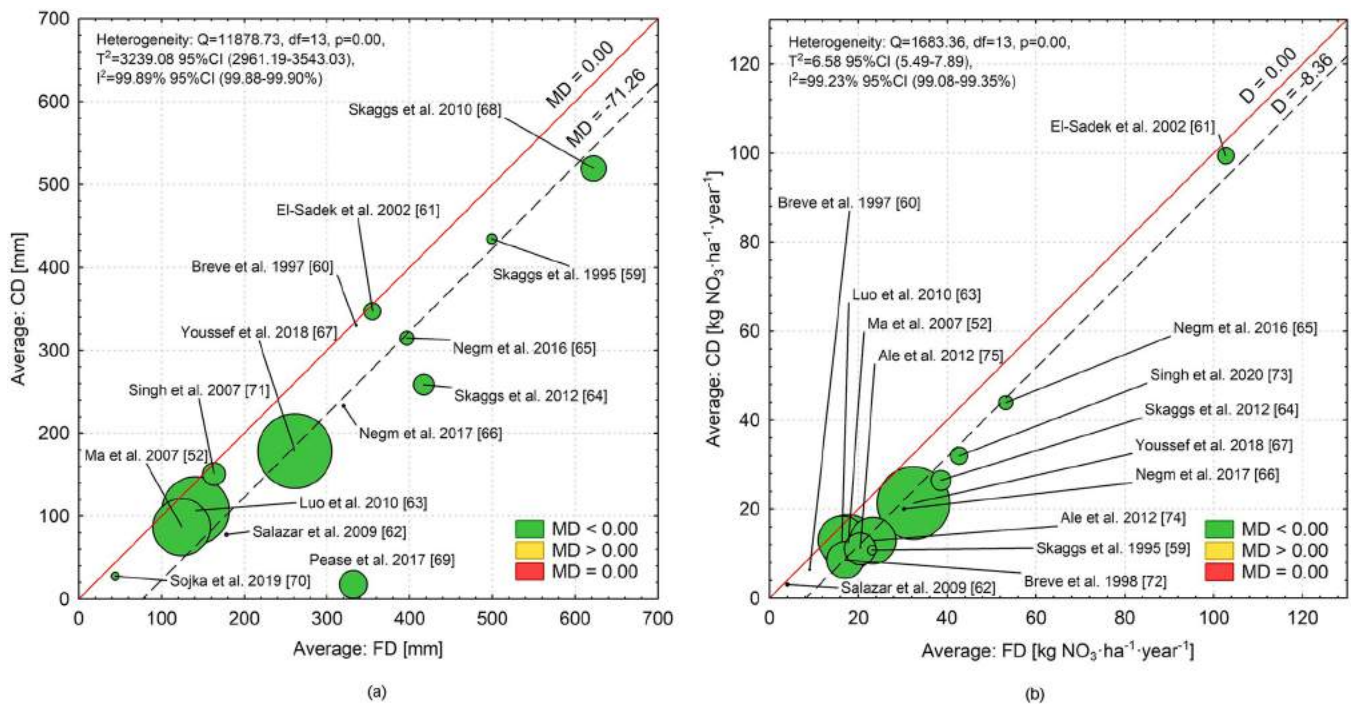 Heterogeneity: Q=11878.73, df=13, p=0.00,
T²=3239.08 95%CI (2961.19-3543.03),
I²=99.89% 95%CI (99.88-99.90%)
MD = 0.00
MD = -71.26
Skaggs et al. 2010 [68]
El-Sadek et al. 2002 [61]
Breve et al. 1997 [60]
Skaggs et al. 1995 [59]
Youssef et al. 2018 [67]
Negm et al. 2016 [65]
Singh et al. 2007 [71]
Skaggs et al. 2012 [64]
Negm et al. 2017 [66]
Ma et al. 2007 [52]
Luo et al. 2010 [63]
Salazar et al. 2009 [62]
Pease et al. 2017 [69]
Sojka et al. 2019 [70]
MD < 0.00
MD > 0.00
MD = 0.00
700
600
500
400
300
200
100
0
0 100 200 300 400 500 600 700
Average: CD [mm]
Average: FD [mm]
(a)
Heterogeneity: Q=1683.36, df=13, p=0.00,
T²=6.58 95%CI (5.49-7.89),
I²=99.23% 95%CI (99.08-99.35%)
D = 0.00
D = -8.36
El-Sadek et al. 2002 [61]
Breve et al. 1997 [60]
Luo et al. 2010 [63]
Ma et al. 2007 [52]
Ale et al. 2012 [75]
Negm et al. 2016 [65]
Singh et al. 2020 [73]
Skaggs et al. 2012 [64]
Youssef et al. 2018 [67]
Negm et al. 2017 [66]
Ale et al. 2012 [74]
Skaggs et al. 1995 [59]
Breve et al. 1998 [72]
Salazar et al. 2009 [62]
MD < 0.00
MD > 0.00
MD = 0.00
120
100
80
60
40
20
0
0 20 40 60 80 100 120
Average: CD [kg NO₃·ha⁻¹·year⁻¹]
Average: FD [kg NO₃·ha⁻¹·year⁻¹]
(b)